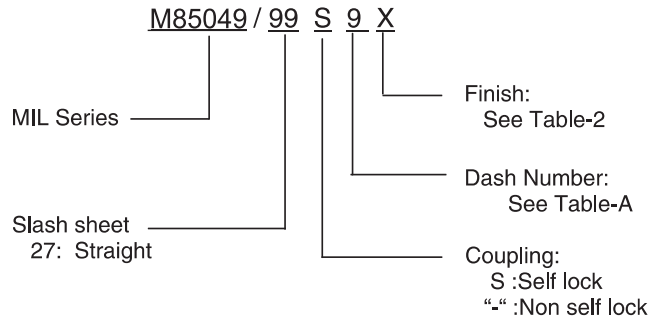 M85049 / 99 S 9 X
Finish:
See Table-2
MIL Series
Dash Number:
See Table-A
Slash sheet
27: Straight
Coupling:
S :Self lock
“-“ :Non self lock